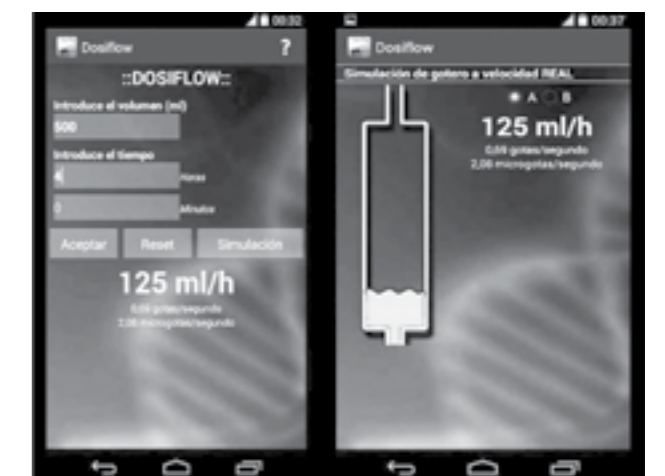 00:32
Dosiflow ?
::DOSIFLOW::
Introduce el volumen (ml)
500
Introduce el tiempo
4 Horas
0 Minutos
Aceptar Reset Simulación
125 ml/h
0,69 gotas/segundo
2,08 microgotas/segundo
00:37
Dosiflow
Simulación de gotero a velocidad REAL
A B
125 ml/h
0,69 gotas/segundo
2,08 microgotas/segundo